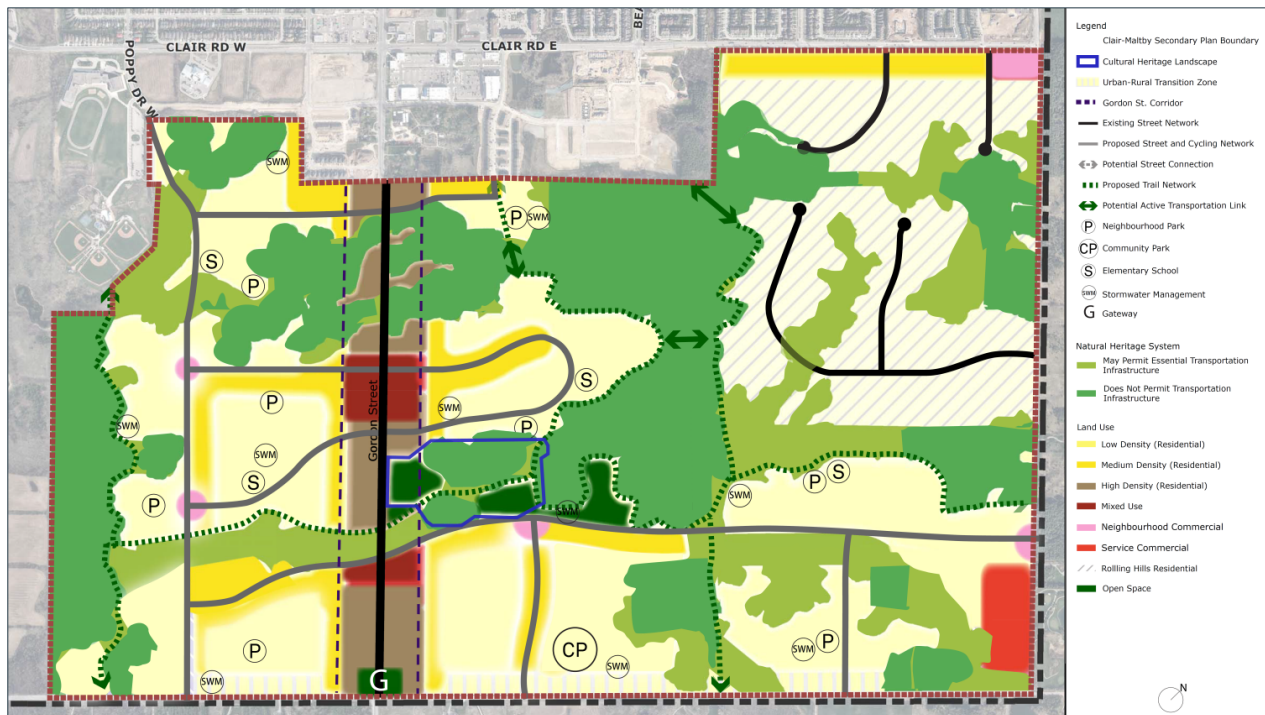 CLAIR RD W
CLAIR RD E
BEA
POPPY DR W
SWM
P
SWM
S
P
S
SWM
P
SWM
P
Gordon Street
SWM
S
P
SWM
P
S
SWM
P
SWM
CP
P
SWM
SWM
P
SWM
G
Legend
Clair-Maltby Secondary Plan Boundary
Cultural Heritage Landscape
Urban-Rural Transition Zone
Gordon St. Corridor
Existing Street Network
Proposed Street and Cycling Network
Potential Street Connection
Proposed Trail Network
Potential Active Transportation Link
P Neighbourhood Park
CP Community Park
S Elementary School
SWM Stormwater Management
G Gateway
Natural Heritage System
May Permit Essential Transportation
Infrastructure
Does Not Permit Transportation
Infrastructure
Land Use
Low Density (Residential)
Medium Density (Residential)
High Density (Residential)
Mixed Use
Neighbourhood Commercial
Service Commercial
Rollling Hills Residential
Open Space
N